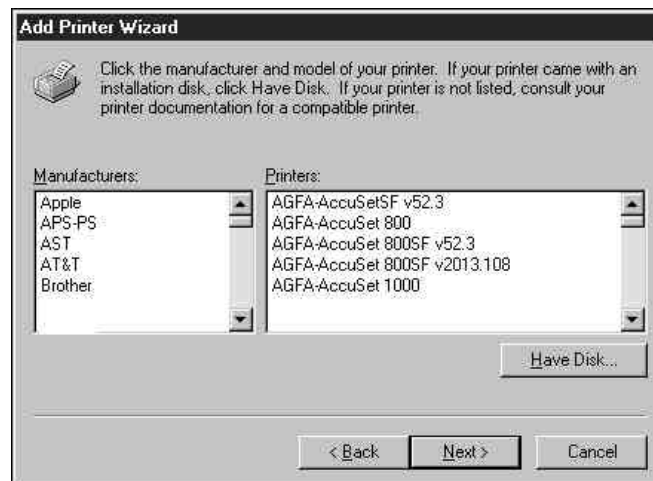 Add Printer Wizard
Click the manufacturer and model of your printer. If your printer came with an
installation disk, click Have Disk. If your printer is not listed, consult your
printer documentation for a compatible printer.
Manufacturers:
Apple
APS-PS
AST
AT&T
Brother
Printers:
AGFA-AccuSetSF v52.3
AGFA-AccuSet 800
AGFA-AccuSet 800SF v52.3
AGFA-AccuSet 800SF v2013.108
AGFA-AccuSet 1000
Have Disk...
< Back
Next >
Cancel